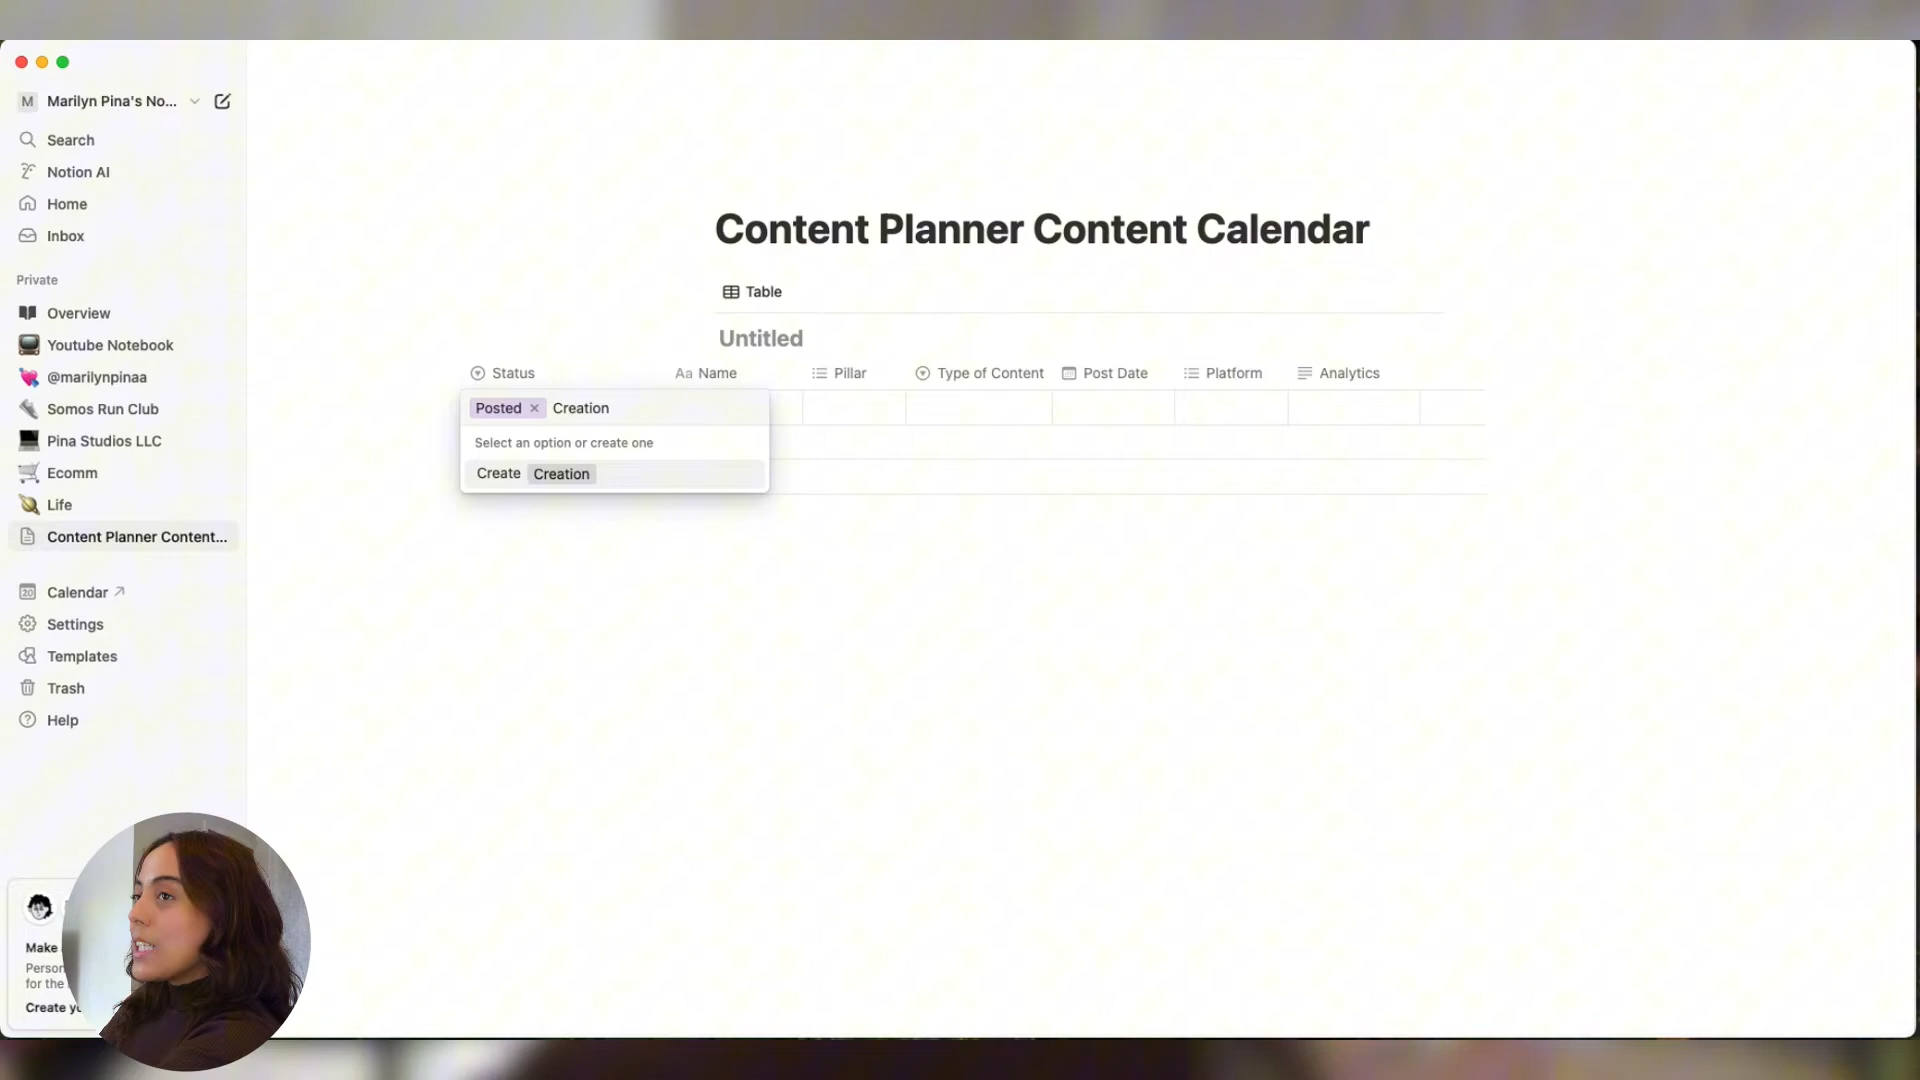 M Marilyn Pina's No...
Search
Notion AI
Home
Inbox
Private
Overview
Youtube Notebook
@marilynpinaa
Somos Run Club
Pina Studios LLC
Ecomm
Life
Content Planner Content...
20 Calendar
Settings
Templates
Trash
Help
Make
for the
Create
Content Planner Content Calendar
Table
Untitled
Status Aa Name Pillar Type of Content Post Date Platform Analytics
Posted × Creation
Select an option or create one
Create Creation